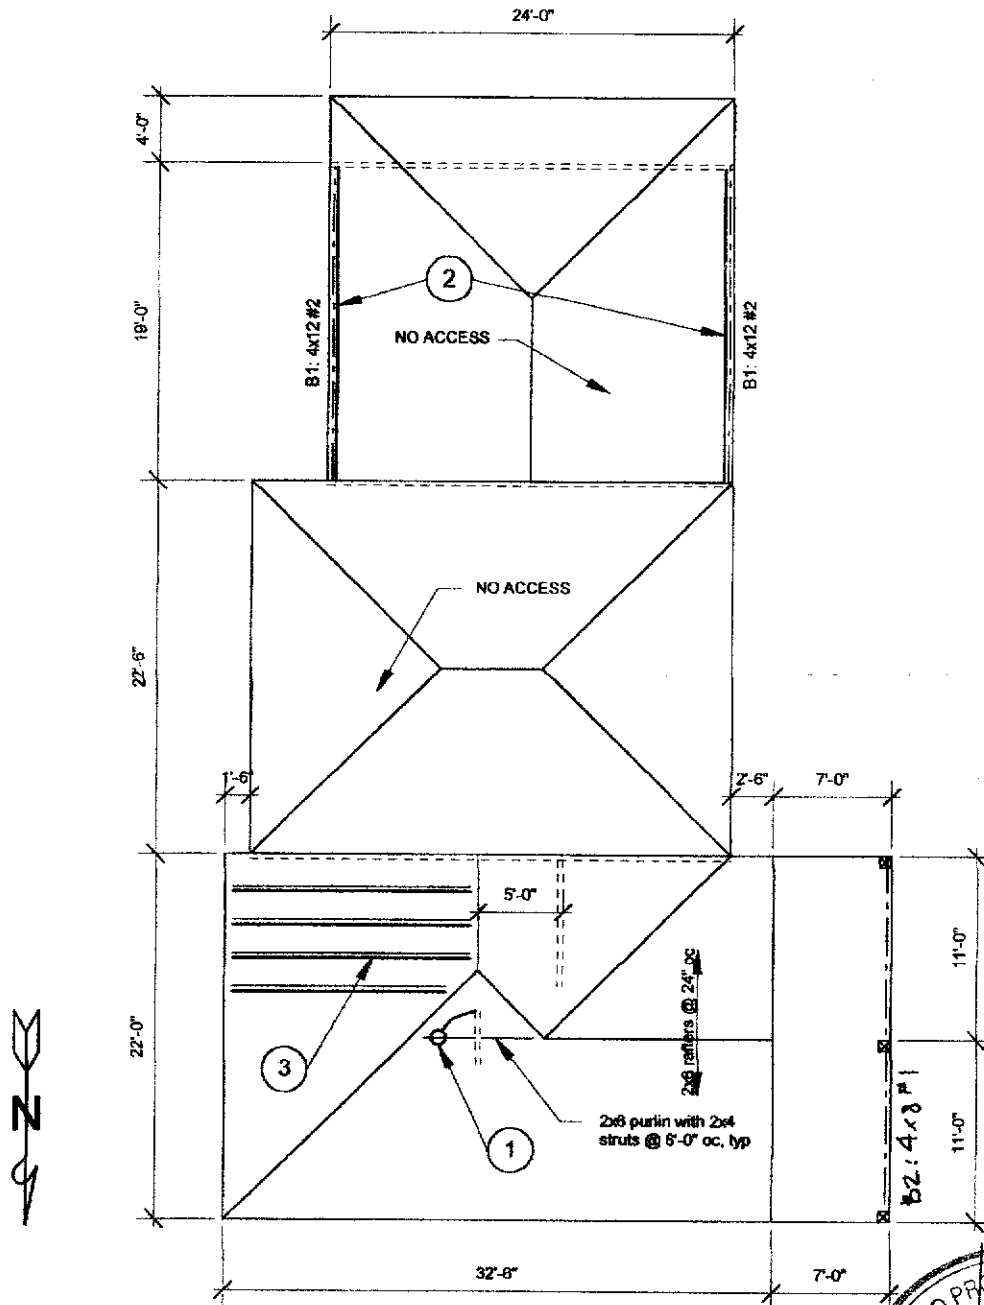 24'-0"
4'-0"
2
B1: 4x12 #2
19'-0"
NO ACCESS
B1: 4x12 #2
NO ACCESS
22'-6"
1'-6"
2'-6"
7'-0"
5'-0"
11'-0"
2x6 rafters @ 24" oc
22'-0"
3
N
1
2x6 purlin with 2x4
struts @ 6'-0" oc, typ
B2: 4x8 #1
11'-0"
32'-6"
7'-0"